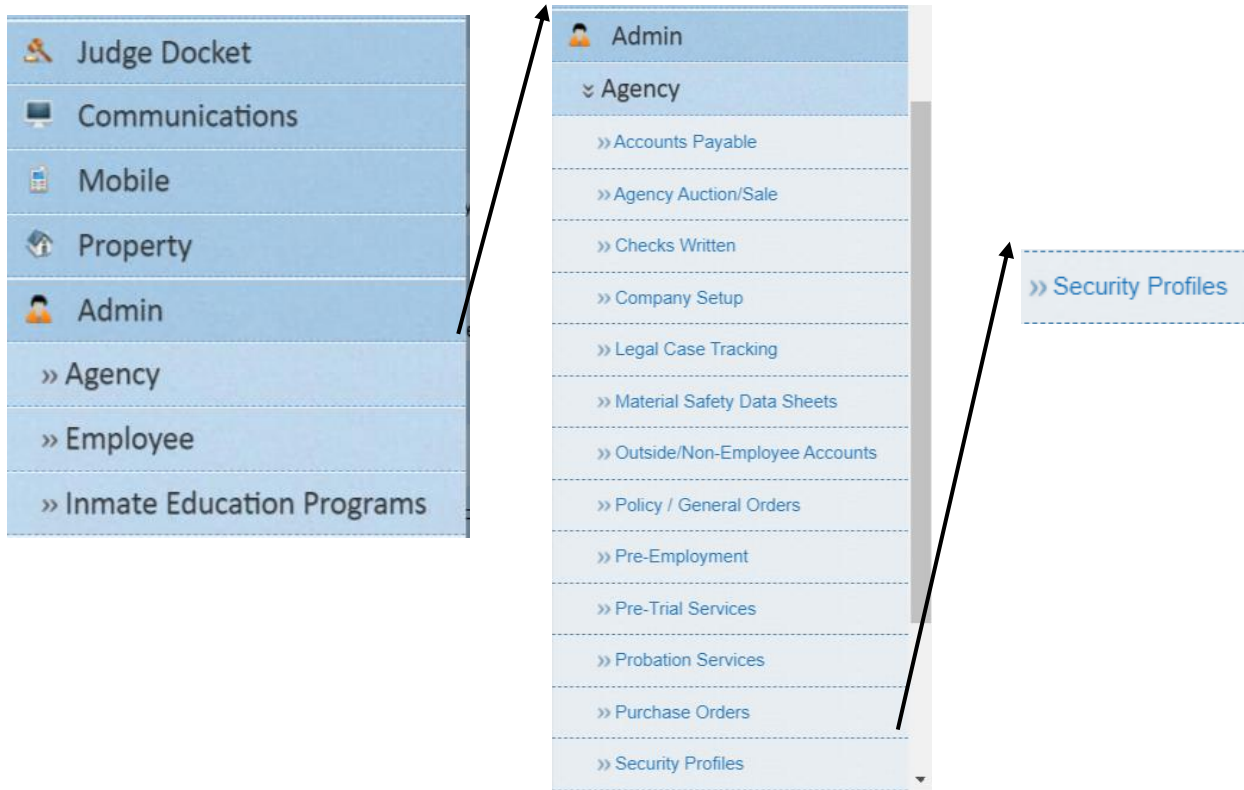 Judge Docket
Communications
Mobile
Property
Admin
» Agency
» Employee
» Inmate Education Programs
Admin
Agency
» Accounts Payable
» Agency Auction/Sale
» Checks Written
» Company Setup
» Legal Case Tracking
» Material Safety Data Sheets
» Outside/Non-Employee Accounts
» Policy / General Orders
» Pre-Employment
» Pre-Trial Services
» Probation Services
» Purchase Orders
» Security Profiles
» Security Profiles